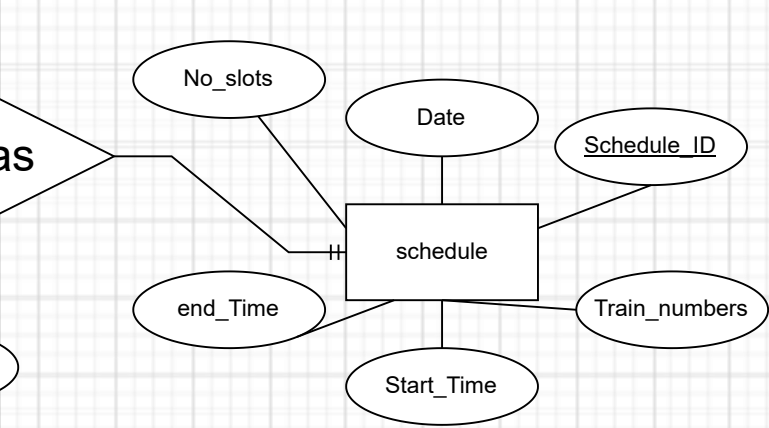 No_slots
Date
Schedule_ID
as
schedule
end_Time
Train_numbers
Start_Time